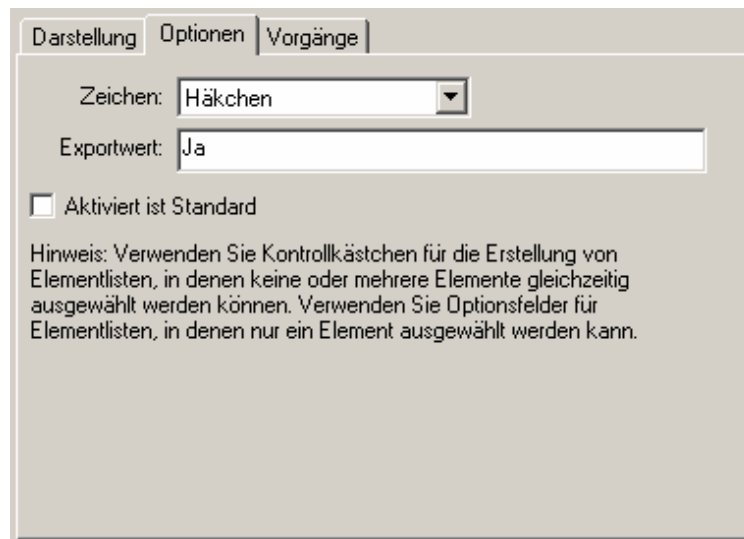 Darstellung Optionen Vorgänge
Zeichen: Häkchen
Exportwert: Ja
Aktiviert ist Standard
Hinweis: Verwenden Sie Kontrollkästchen für die Erstellung von
Elementlisten, in denen keine oder mehrere Elemente gleichzeitig
ausgewählt werden können. Verwenden Sie Optionsfelder für
Elementlisten, in denen nur ein Element ausgewählt werden kann.